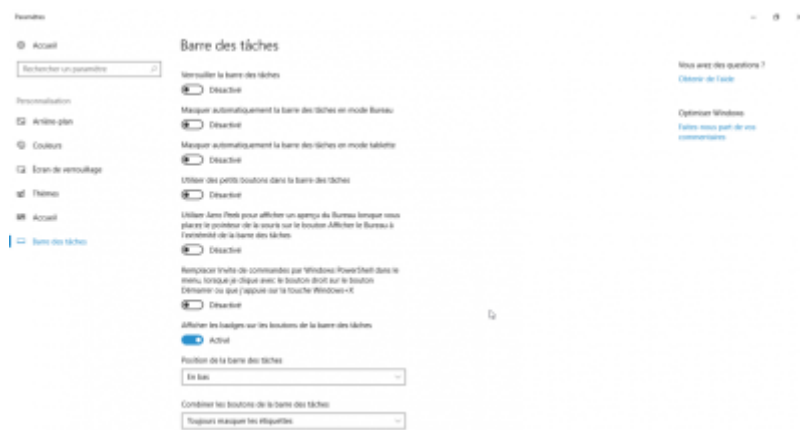 Paramètres
Accueil
Rechercher un paramètre
Personnalisation
Arrière-plan
Couleurs
Écran de verrouillage
Thèmes
Accueil
Barre des tâches
Barre des tâches
Verrouiller la barre des tâches
Désactivé
Masquer automatiquement la barre des tâches en mode Bureau
Désactivé
Masquer automatiquement la barre des tâches en mode tablette
Désactivé
Utiliser des petits boutons dans la barre des tâches
Désactivé
Utiliser Aero Peek pour afficher un aperçu du Bureau lorsque vous
placez le pointeur de la souris sur le bouton Afficher le Bureau à
l'extrémité de la barre des tâches
Désactivé
Remplacer Invite de commandes par Windows PowerShell dans le
menu, lorsque je clique avec le bouton droit sur le bouton
Démarrer ou que j'appuie sur la touche Windows+X
Désactivé
Afficher les badges sur les boutons de la barre des tâches
Activé
Position de la barre des tâches
En bas
Combiner les boutons de la barre des tâches
Toujours masquer les étiquettes
Vous avez des questions ?
Obtenir de l'aide
Optimiser Windows
Faites-nous part de vos
commentaires